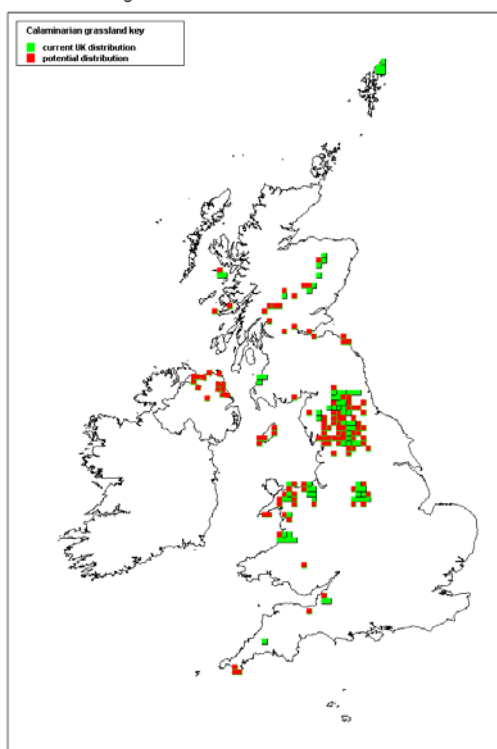 Calaminarian grassland key
current UK distribution
potential distribution